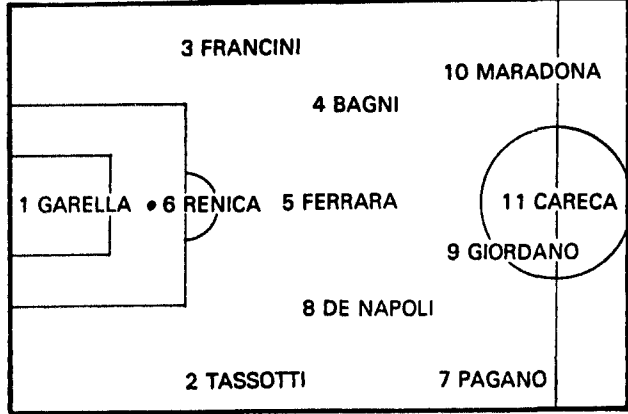 3 FRANCINI
10 MARADONA
4 BAGNI
1 GARELLA
6 RENICA
5 FERRARA
11 CARECA
9 GIORDANO
8 DE NAPOLI
2 TASSOTTI
7 PAGANO